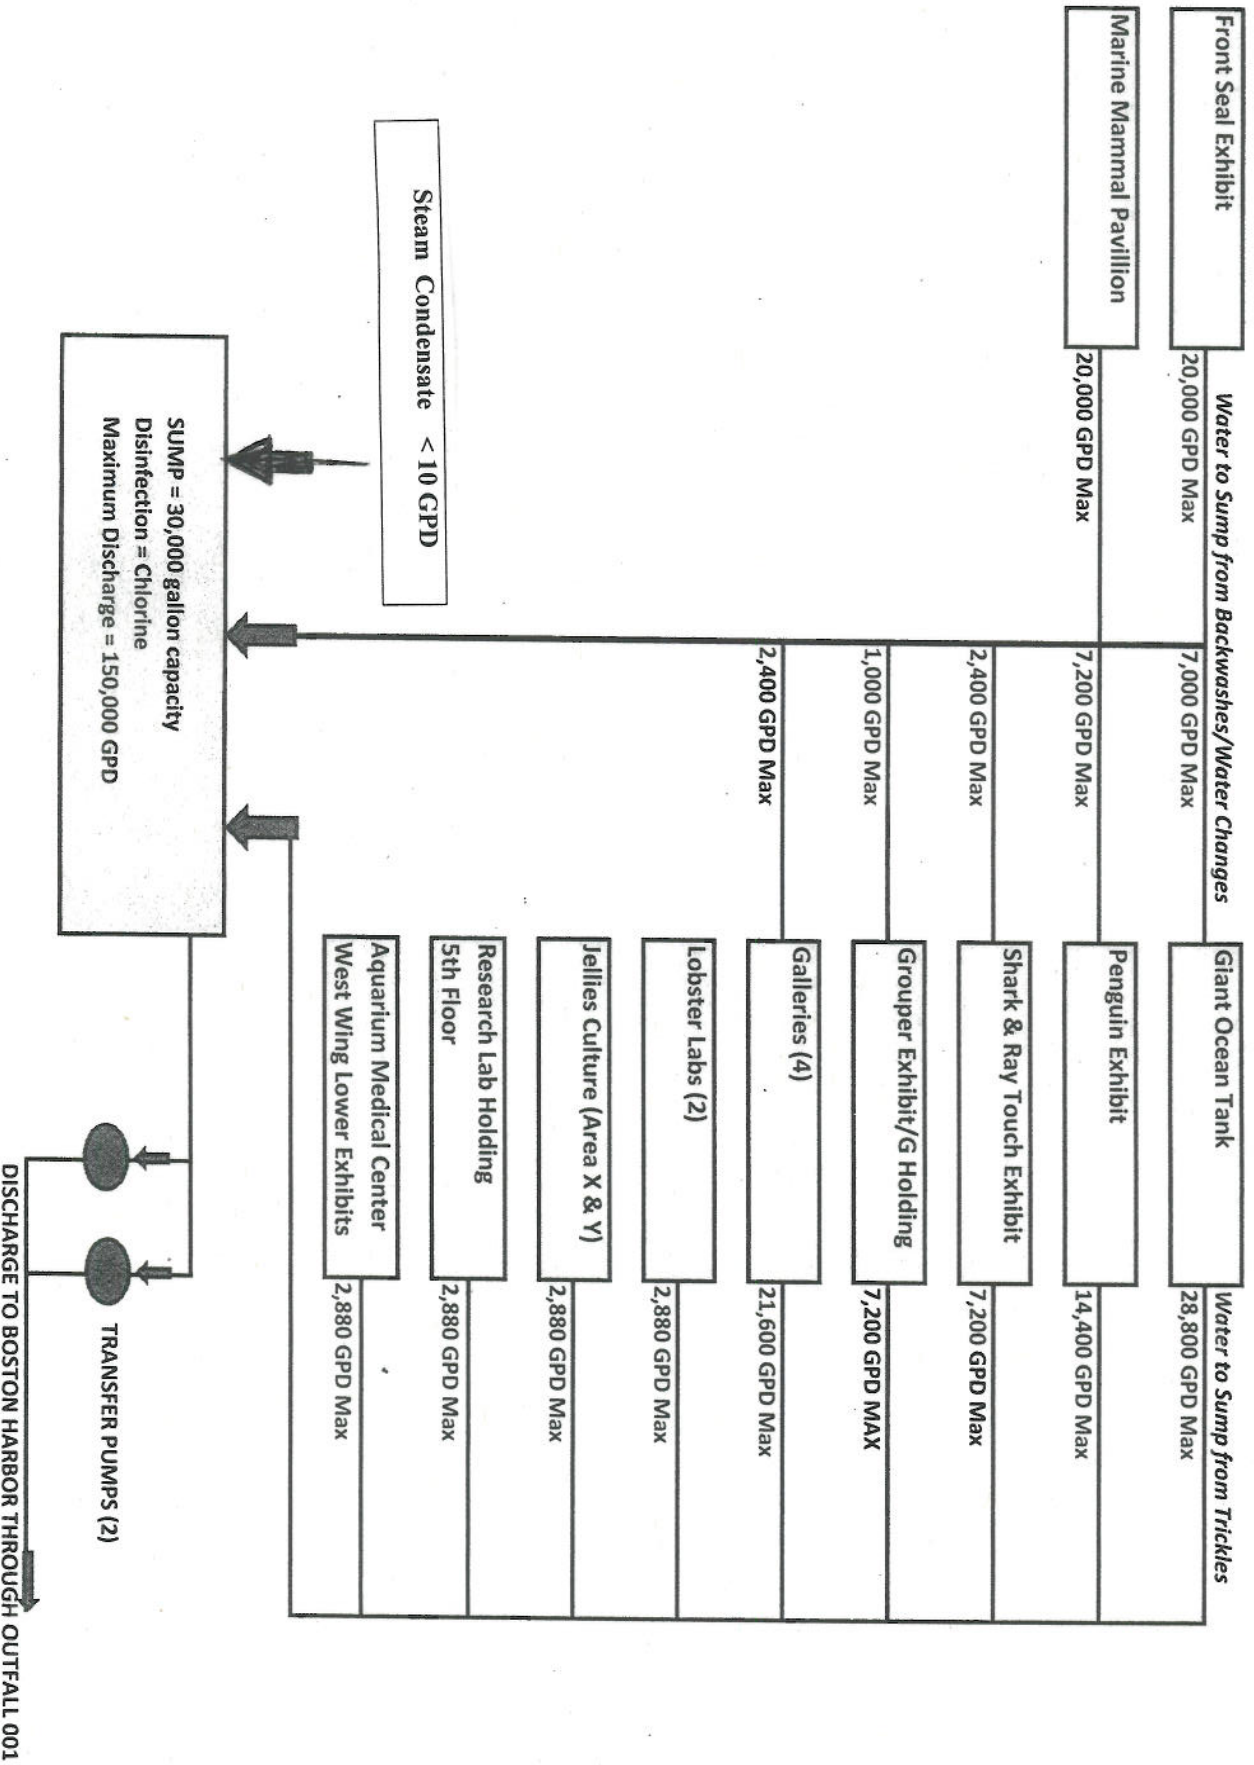 Water to Sump from Backwashes/Water Changes
Water to Sump from Trickles
Front Seal Exhibit
20,000 GPD Max
7,000 GPD Max
Giant Ocean Tank
28,800 GPD Max
Marine Mammal Pavillion
20,000 GPD Max
7,200 GPD Max
Penguin Exhibit
14,400 GPD Max
2,400 GPD Max
Shark & Ray Touch Exhibit
7,200 GPD Max
1,000 GPD Max
Grouper Exhibit/G Holding
7,200 GPD MAX
2,400 GPD Max
Galleries (4)
21,600 GPD Max
Lobster Labs (2)
2,880 GPD Max
Jellies Culture (Area X & Y)
2,880 GPD Max
Research Lab Holding
5th Floor
2,880 GPD Max
Aquarium Medical Center
West Wing Lower Exhibits
2,880 GPD Max
Steam Condensate < 10 GPD
SUMP = 30,000 gallon capacity
Disinfection = Chlorine
Maximum Discharge = 150,000 GPD
TRANSFER PUMPS (2)
DISCHARGE TO BOSTON HARBOR THROUGH OUTFALL 001